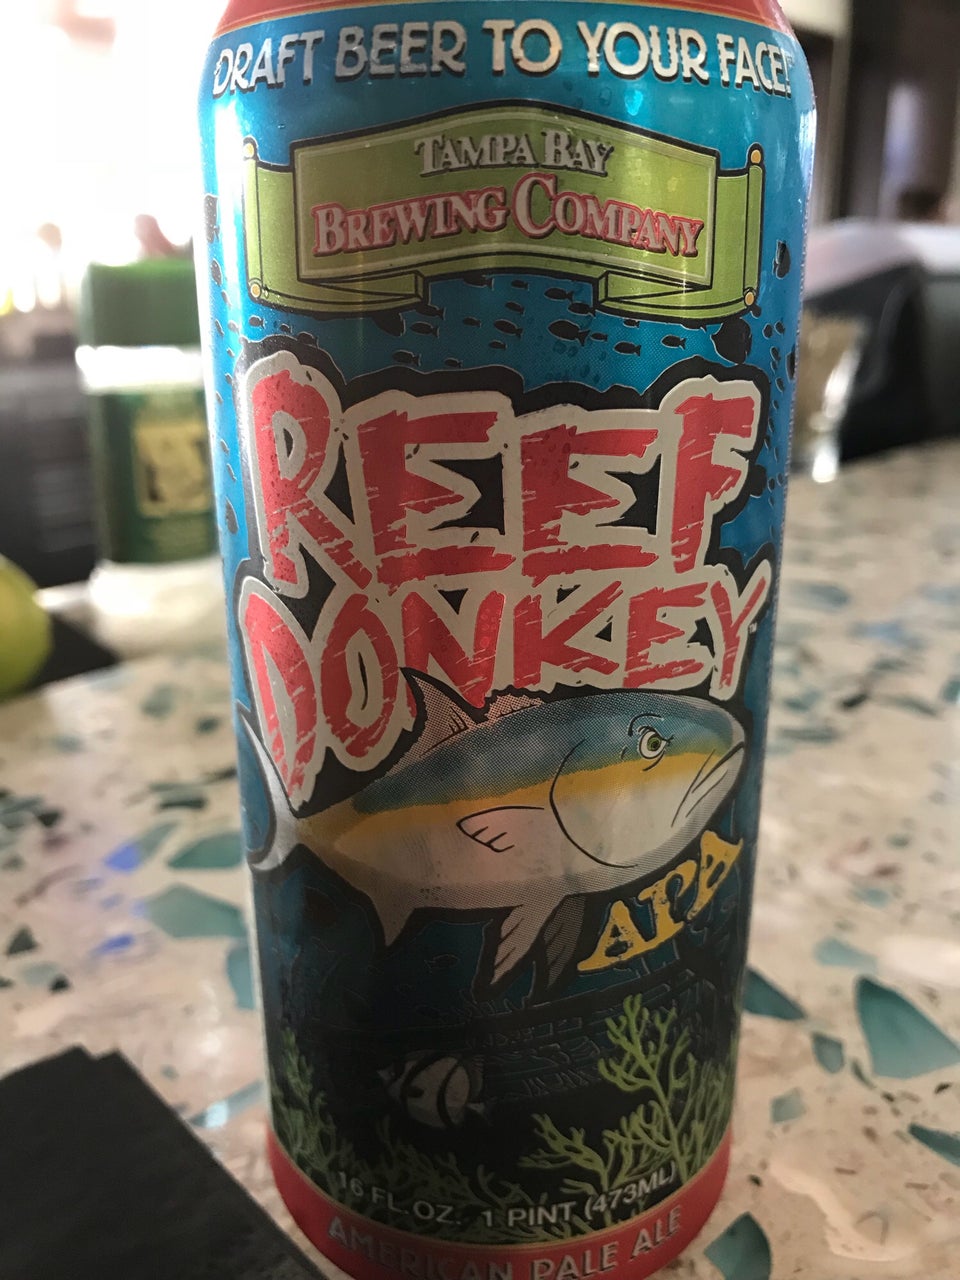 DRAFT BEER TO YOUR FACE!
TAMPA BAY
BREWING COMPANY
REEF
DONKEY
APA
16 FL. OZ. 1 PINT (473ML)
AMERICAN PALE ALE